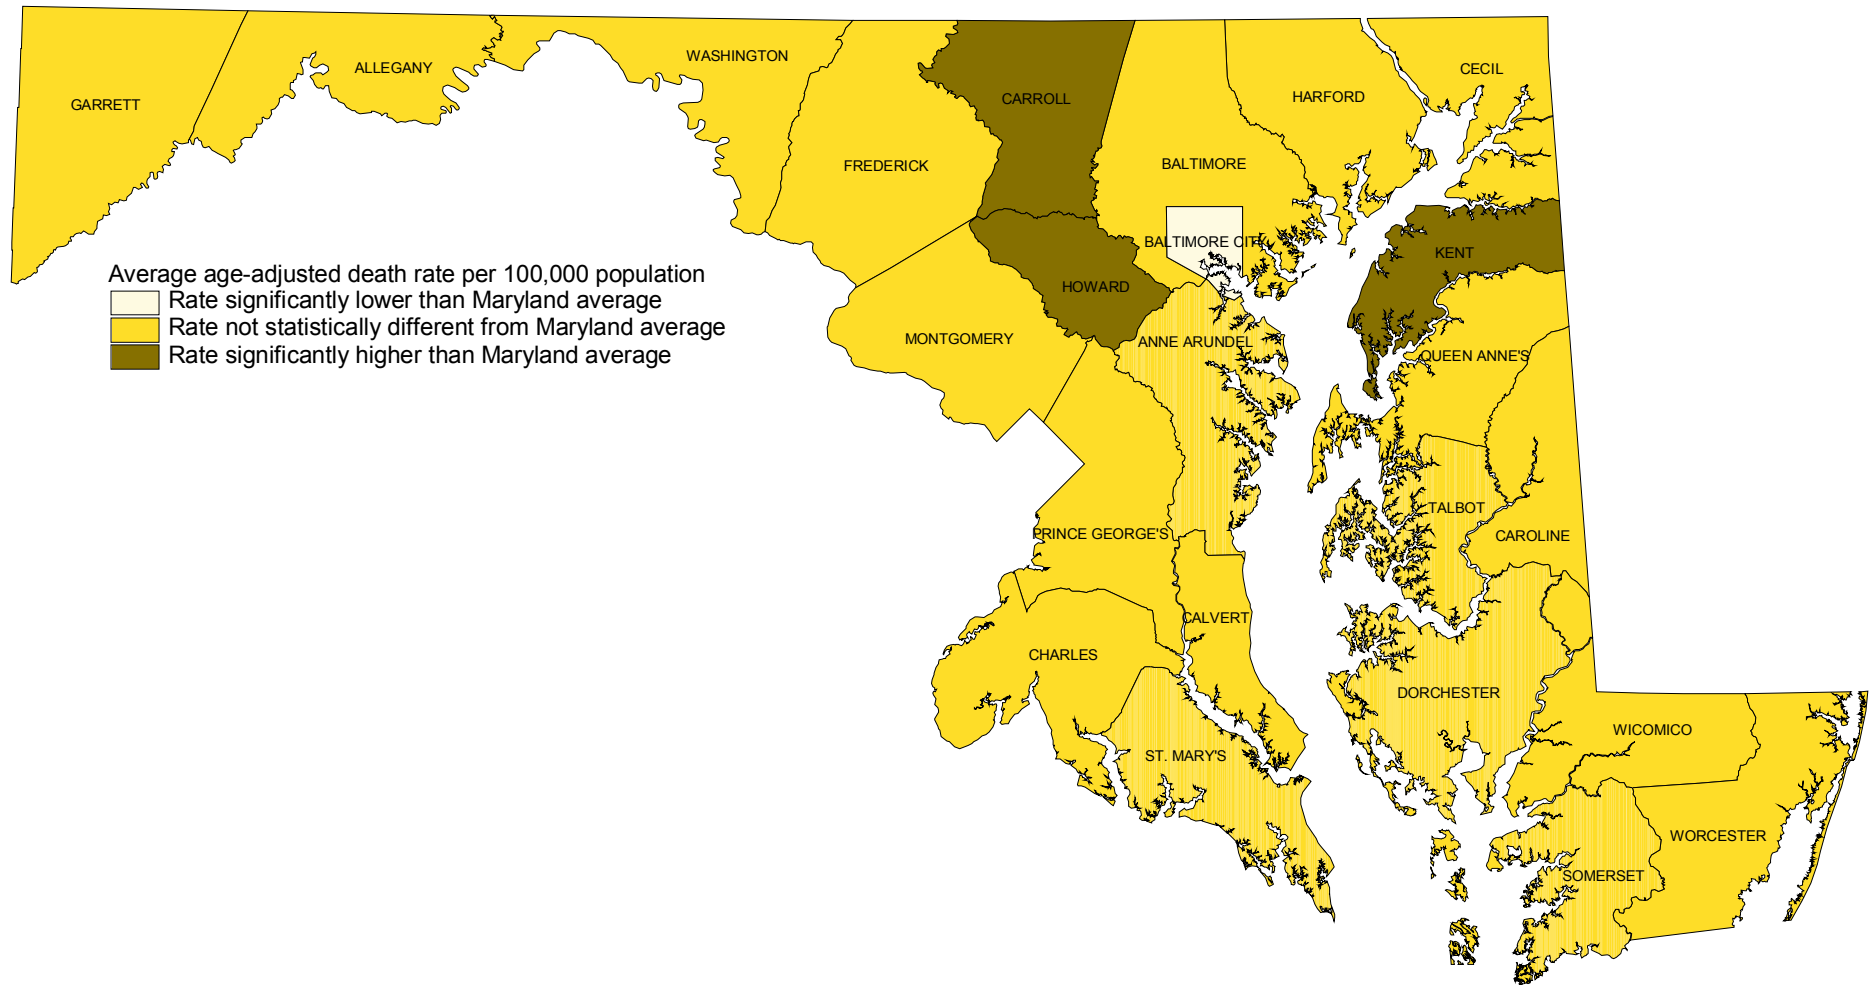 ALLEGANY
WASHINGTON
CECIL
GARRETT
CARROLL
HARFORD
FREDERICK
BALTIMORE
BALTIMORE CITY
KENT
Average age-adjusted death rate per 100,000 population
Rate significantly lower than Maryland average
Rate not statistically different from Maryland average
Rate significantly higher than Maryland average
HOWARD
MONTGOMERY
ANNE ARUNDEL
QUEEN ANNE'S
TALBOT
PRINCE GEORGE'S
CAROLINE
CALVERT
CHARLES
DORCHESTER
WICOMICO
ST. MARY'S
WORCESTER
SOMERSET